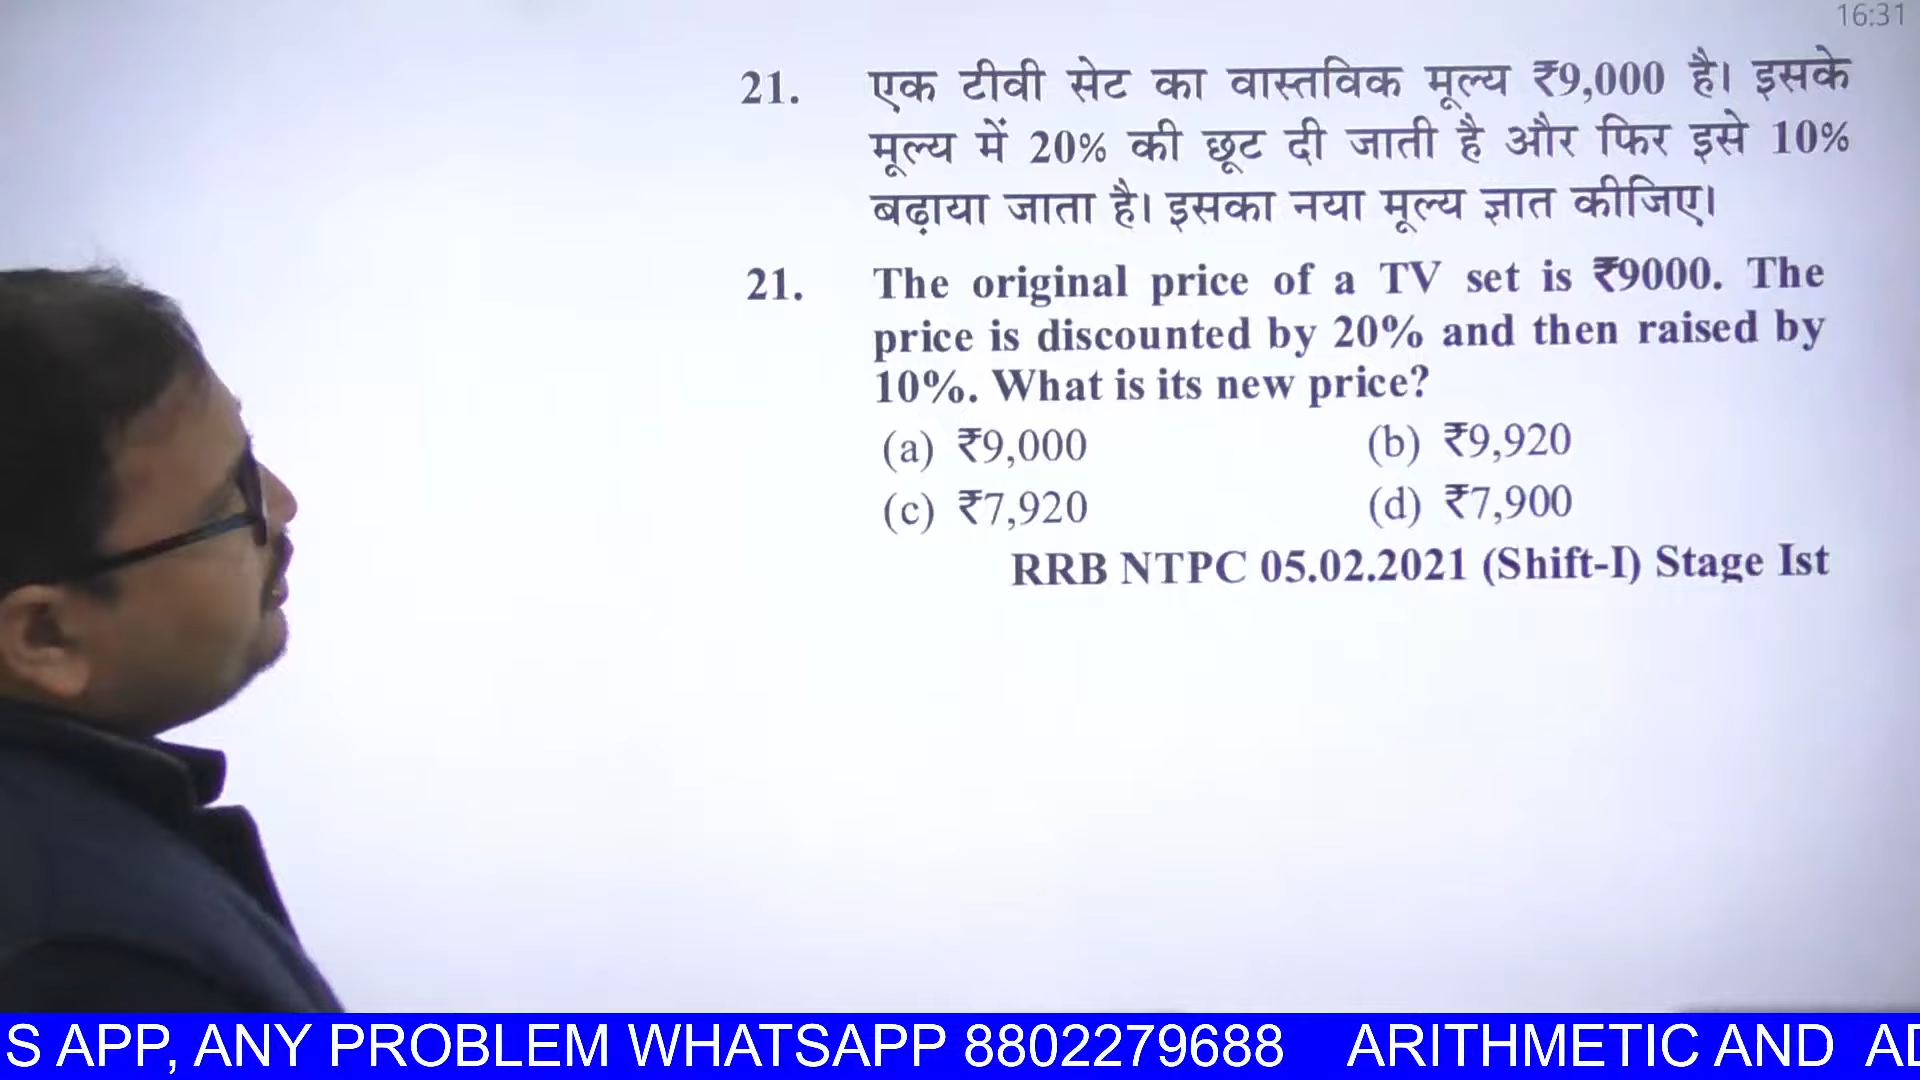 16:31
21. एक टीवी सेट का वास्तविक मूल्य ₹9,000 है। इसके
मूल्य में 20% की छूट दी जाती है और फिर इसे 10%
बढ़ाया जाता है। इसका नया मूल्य ज्ञात कीजिए।
21. The original price of a TV set is ₹9000. The
price is discounted by 20% and then raised by
10%. What is its new price?
(a) ₹9,000 (b) ₹9,920
(c) ₹7,920 (d) ₹7,900
RRB NTPC 05.02.2021 (Shift-I) Stage Ist
S APP, ANY PROBLEM WHATSAPP 8802279688 ARITHMETIC AND